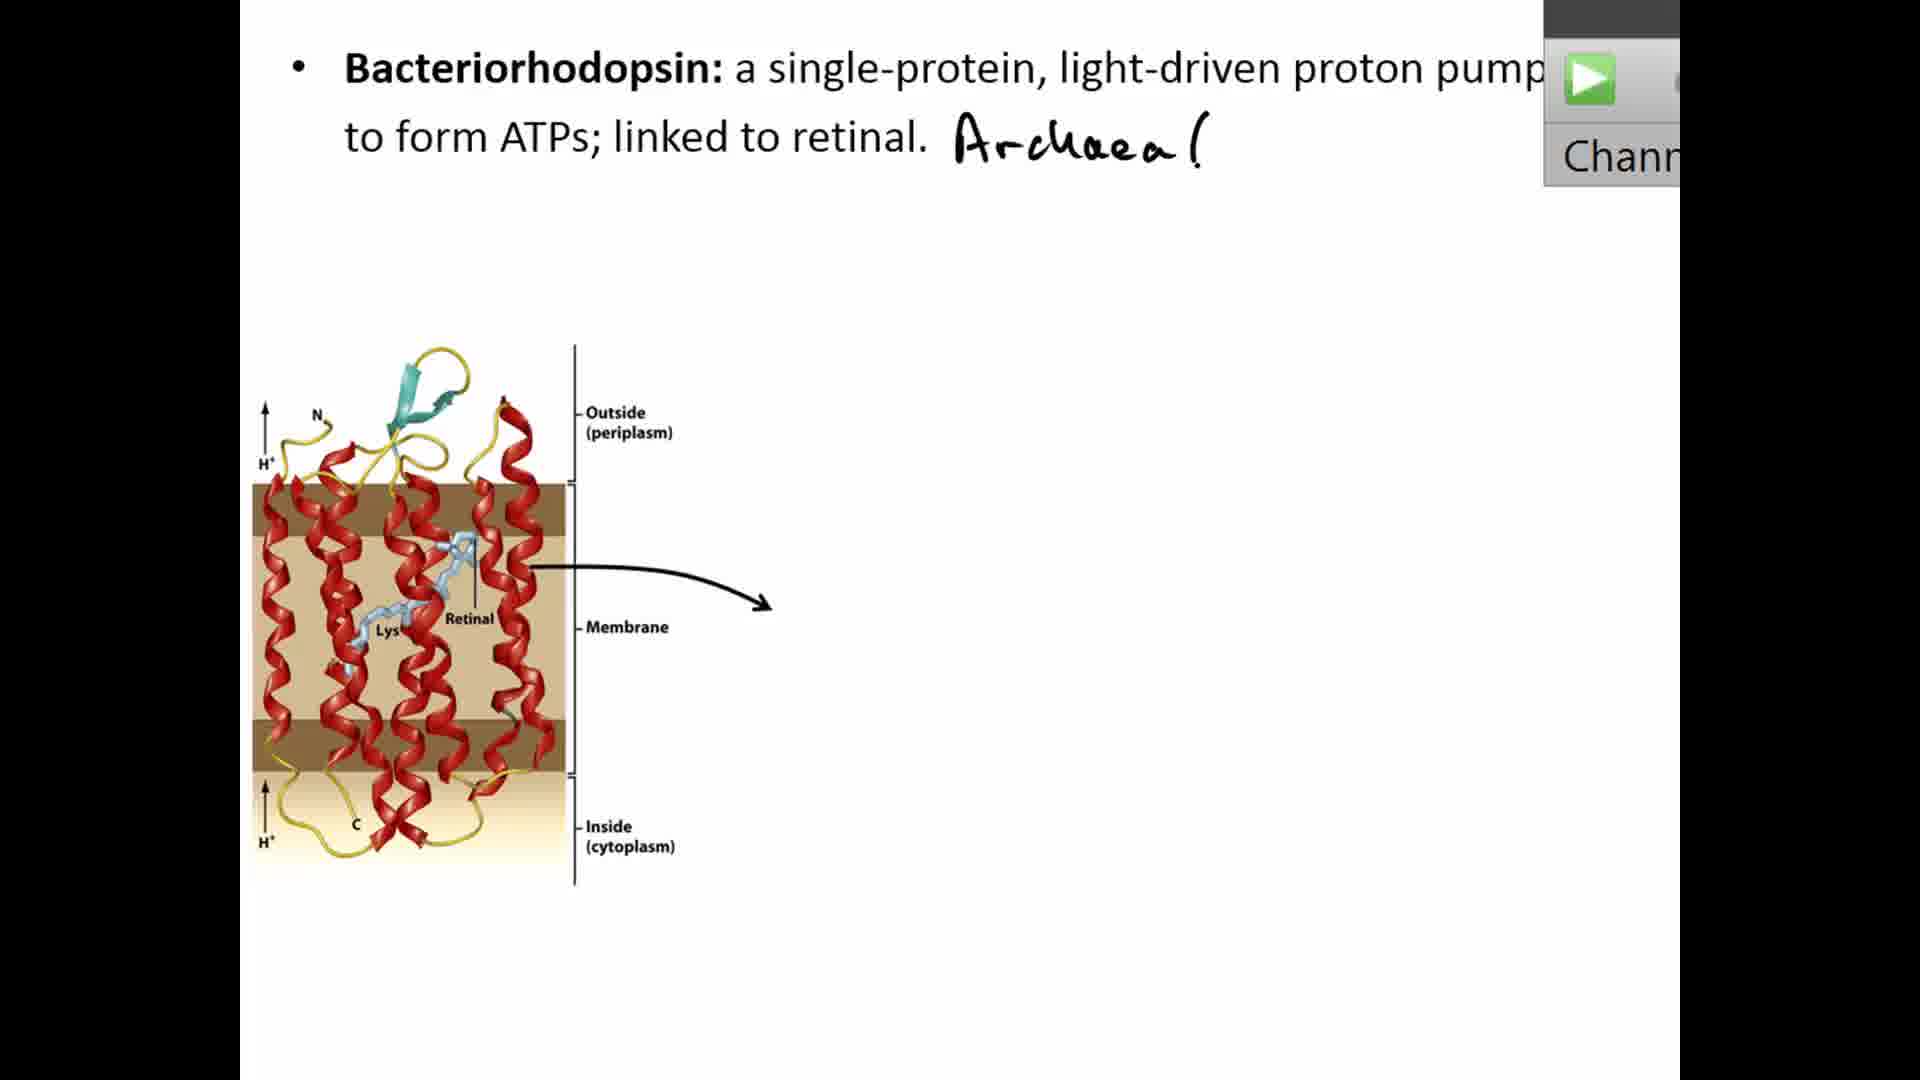 • Bacteriorhodopsin: a single-protein, light-driven proton pump
to form ATPs; linked to retinal. Archaea!
Chann
Outside
(periplasm)
N
H⁺
Retinal
Lys
Membrane
C
Inside
(cytoplasm)
H⁺